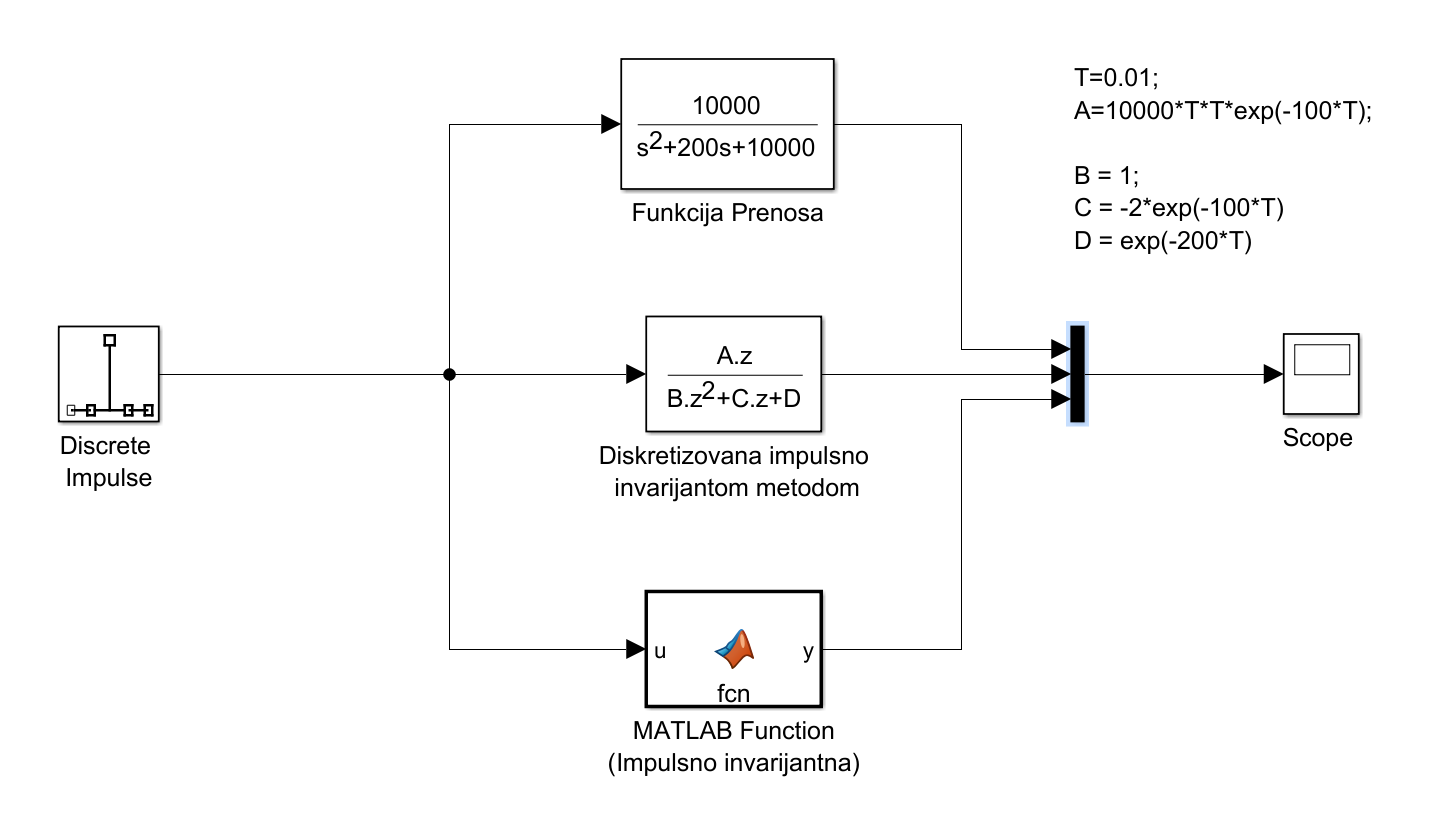 10000
s2+200s+10000
Funkcija Prenosa
T=0.01;
A=10000*T*T*exp(-100*T);
B = 1;
C = -2*exp(-100*T)
D = exp(-200*T)
Discrete
Impulse
A.z
B.z2+C.z+D
Diskretizovana impulsno
invarijantom metodom
Scope
u
y
fcn
MATLAB Function
(Impulsno invarijantna)